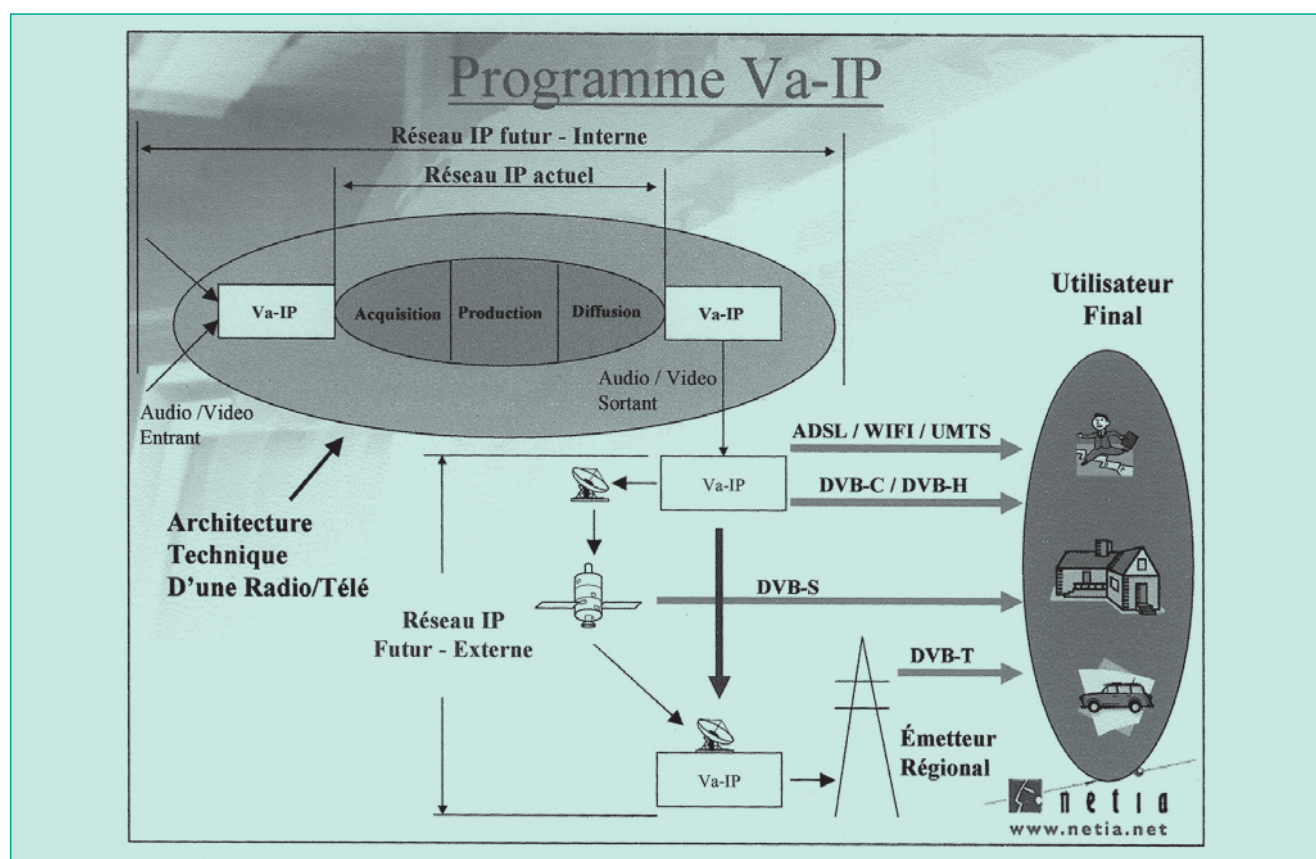 Programme Va-IP
Réseau IP futur - Interne
Réseau IP actuel
Va-IP
Acquisition
Production
Diffusion
Va-IP
Audio /Video
Entrant
Audio / Video
Sortant
Utilisateur
Final
Architecture
Technique
D'une Radio/Télé
Va-IP
ADSL / WIFI / UMTS
DVB-C / DVB-H
Réseau IP
Futur - Externe
DVB-S
DVB-T
Émetteur
Régional
Va-IP
netia
www.netia.net